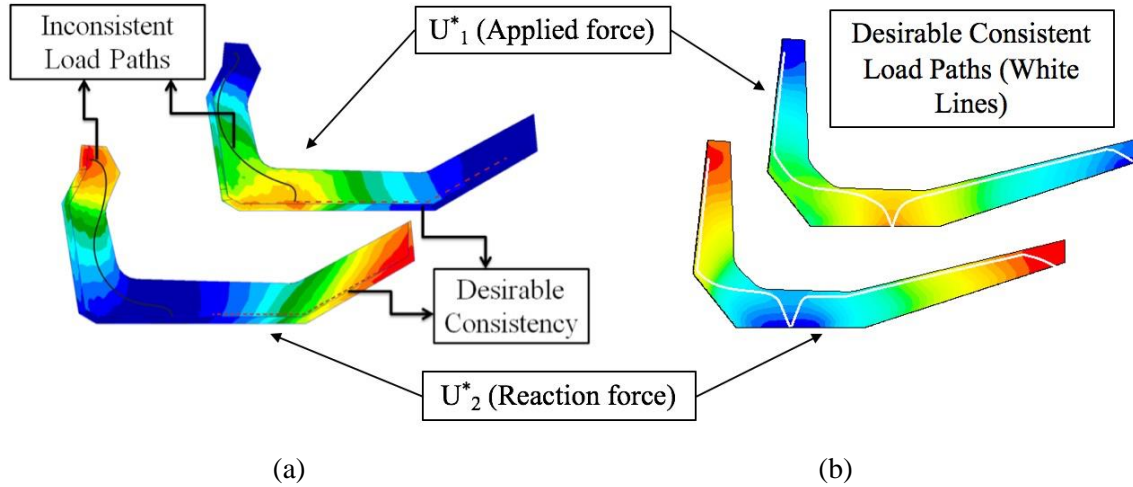 Inconsistent
Load Paths
U*1 (Applied force)
Desirable Consistent
Load Paths (White
Lines)
Desirable
Consistency
U*2 (Reaction force)
(a)
(b)